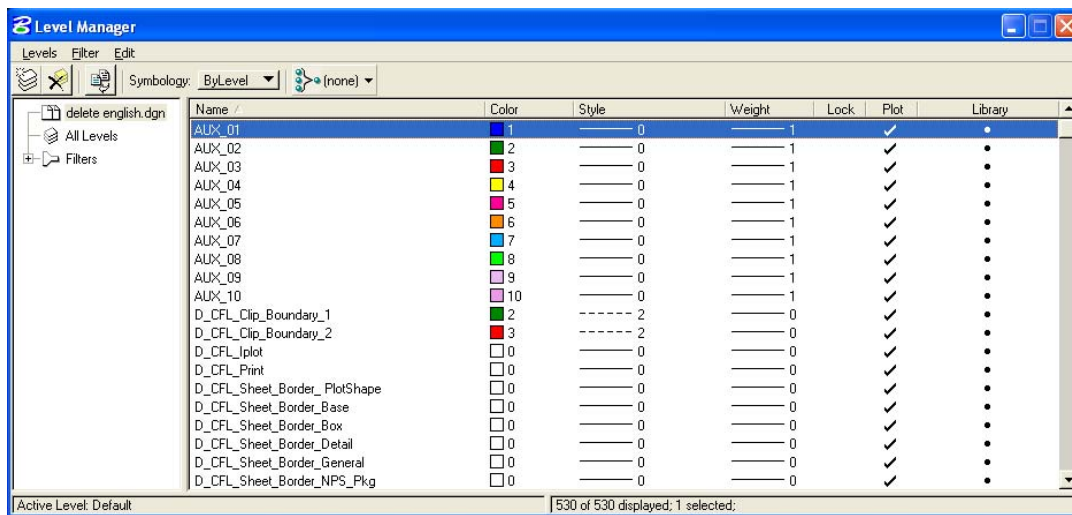 Level Manager
Levels Filter Edit
Symbology: ByLevel (none)
delete english.dgn
All Levels
Filters
Name Color Style Weight Lock Plot Library
AUX_01 1 0 1
AUX_02 2 0 1
AUX_03 3 0 1
AUX_04 4 0 1
AUX_05 5 0 1
AUX_06 6 0 1
AUX_07 7 0 1
AUX_08 8 0 1
AUX_09 9 0 1
AUX_10 10 0 1
D_CFL_Clip_Boundary_1 2 2 0
D_CFL_Clip_Boundary_2 3 2 0
D_CFL_Iplot 0 0 0
D_CFL_Print 0 0 0
D_CFL_Sheet_Border_ PlotShape 0 0 0
D_CFL_Sheet_Border_Base 0 0 0
D_CFL_Sheet_Border_Box 0 0 0
D_CFL_Sheet_Border_Detail 0 0 0
D_CFL_Sheet_Border_General 0 0 0
D_CFL_Sheet_Border_NPS_Pkg 0 0 0
Active Level: Default 530 of 530 displayed; 1 selected;